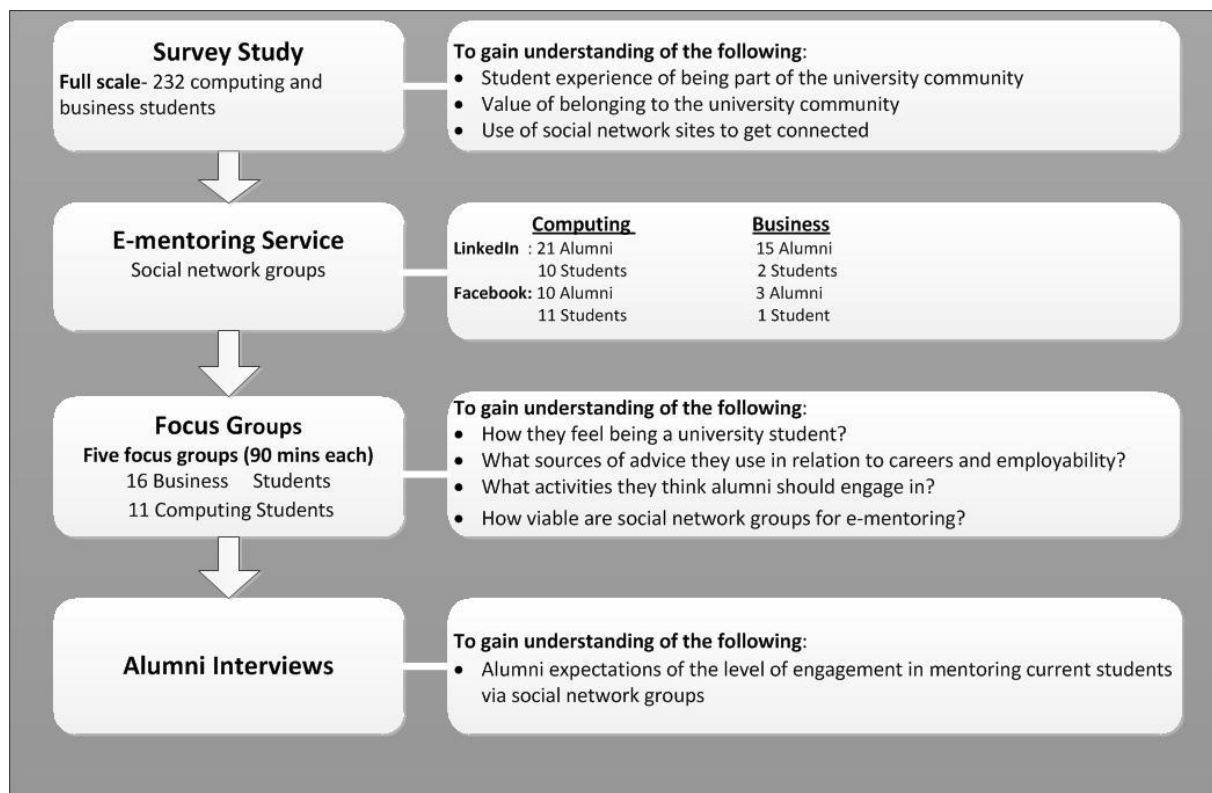 Survey Study
Full scale- 232 computing and
business students
To gain understanding of the following:
• Student experience of being part of the university community
• Value of belonging to the university community
• Use of social network sites to get connected
E-mentoring Service
Social network groups
Computing Business
LinkedIn : 21 Alumni 15 Alumni
10 Students 2 Students
Facebook: 10 Alumni 3 Alumni
11 Students 1 Student
Focus Groups
Five focus groups (90 mins each)
16 Business Students
11 Computing Students
To gain understanding of the following:
• How they feel being a university student?
• What sources of advice they use in relation to careers and employability?
• What activities they think alumni should engage in?
• How viable are social network groups for e-mentoring?
Alumni Interviews
To gain understanding of the following:
• Alumni expectations of the level of engagement in mentoring current students
via social network groups